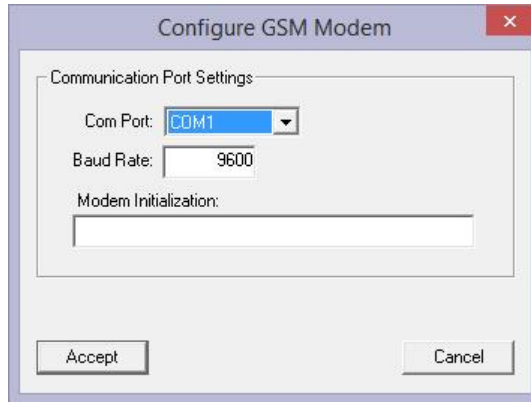 Configure GSM Modem
Communication Port Settings
Com Port: COM1
Baud Rate: 9600
Modem Initialization:
Accept Cancel